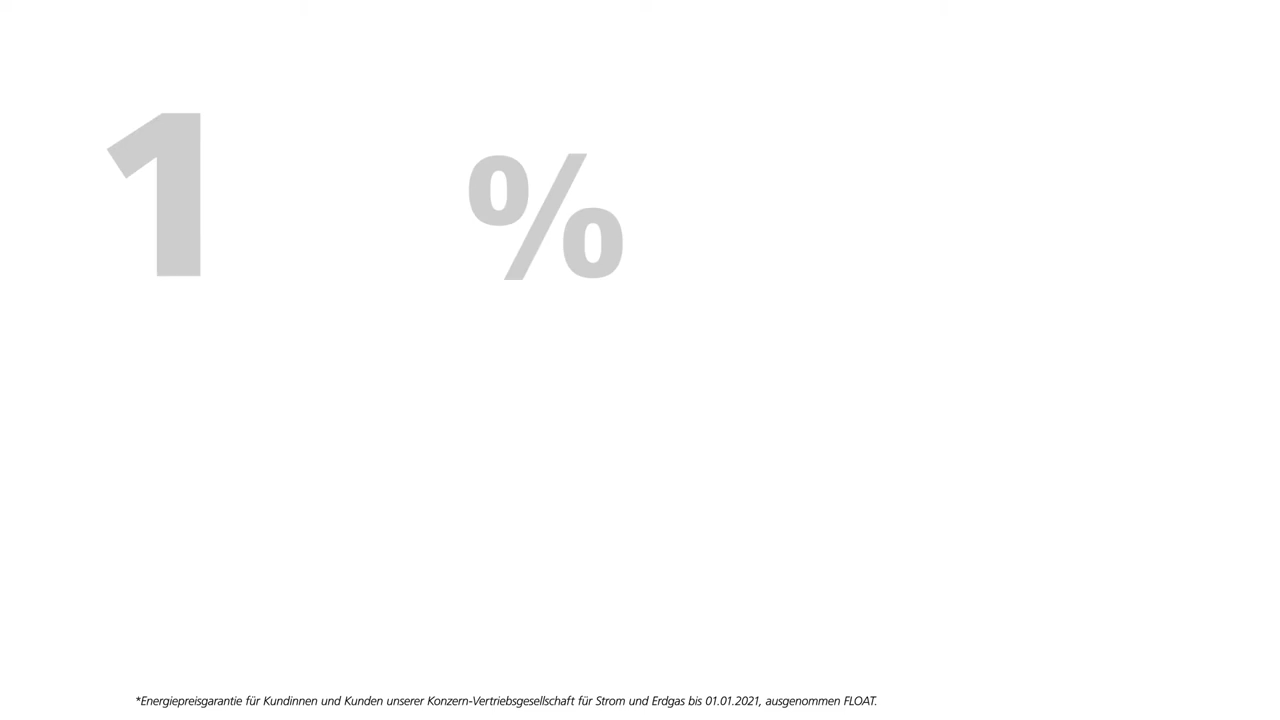 1 %
*Energiepreisgarantie für Kundinnen und Kunden unserer Konzern-Vertriebsgesellschaft für Strom und Erdgas bis 01.01.2021, ausgenommen FLOAT.